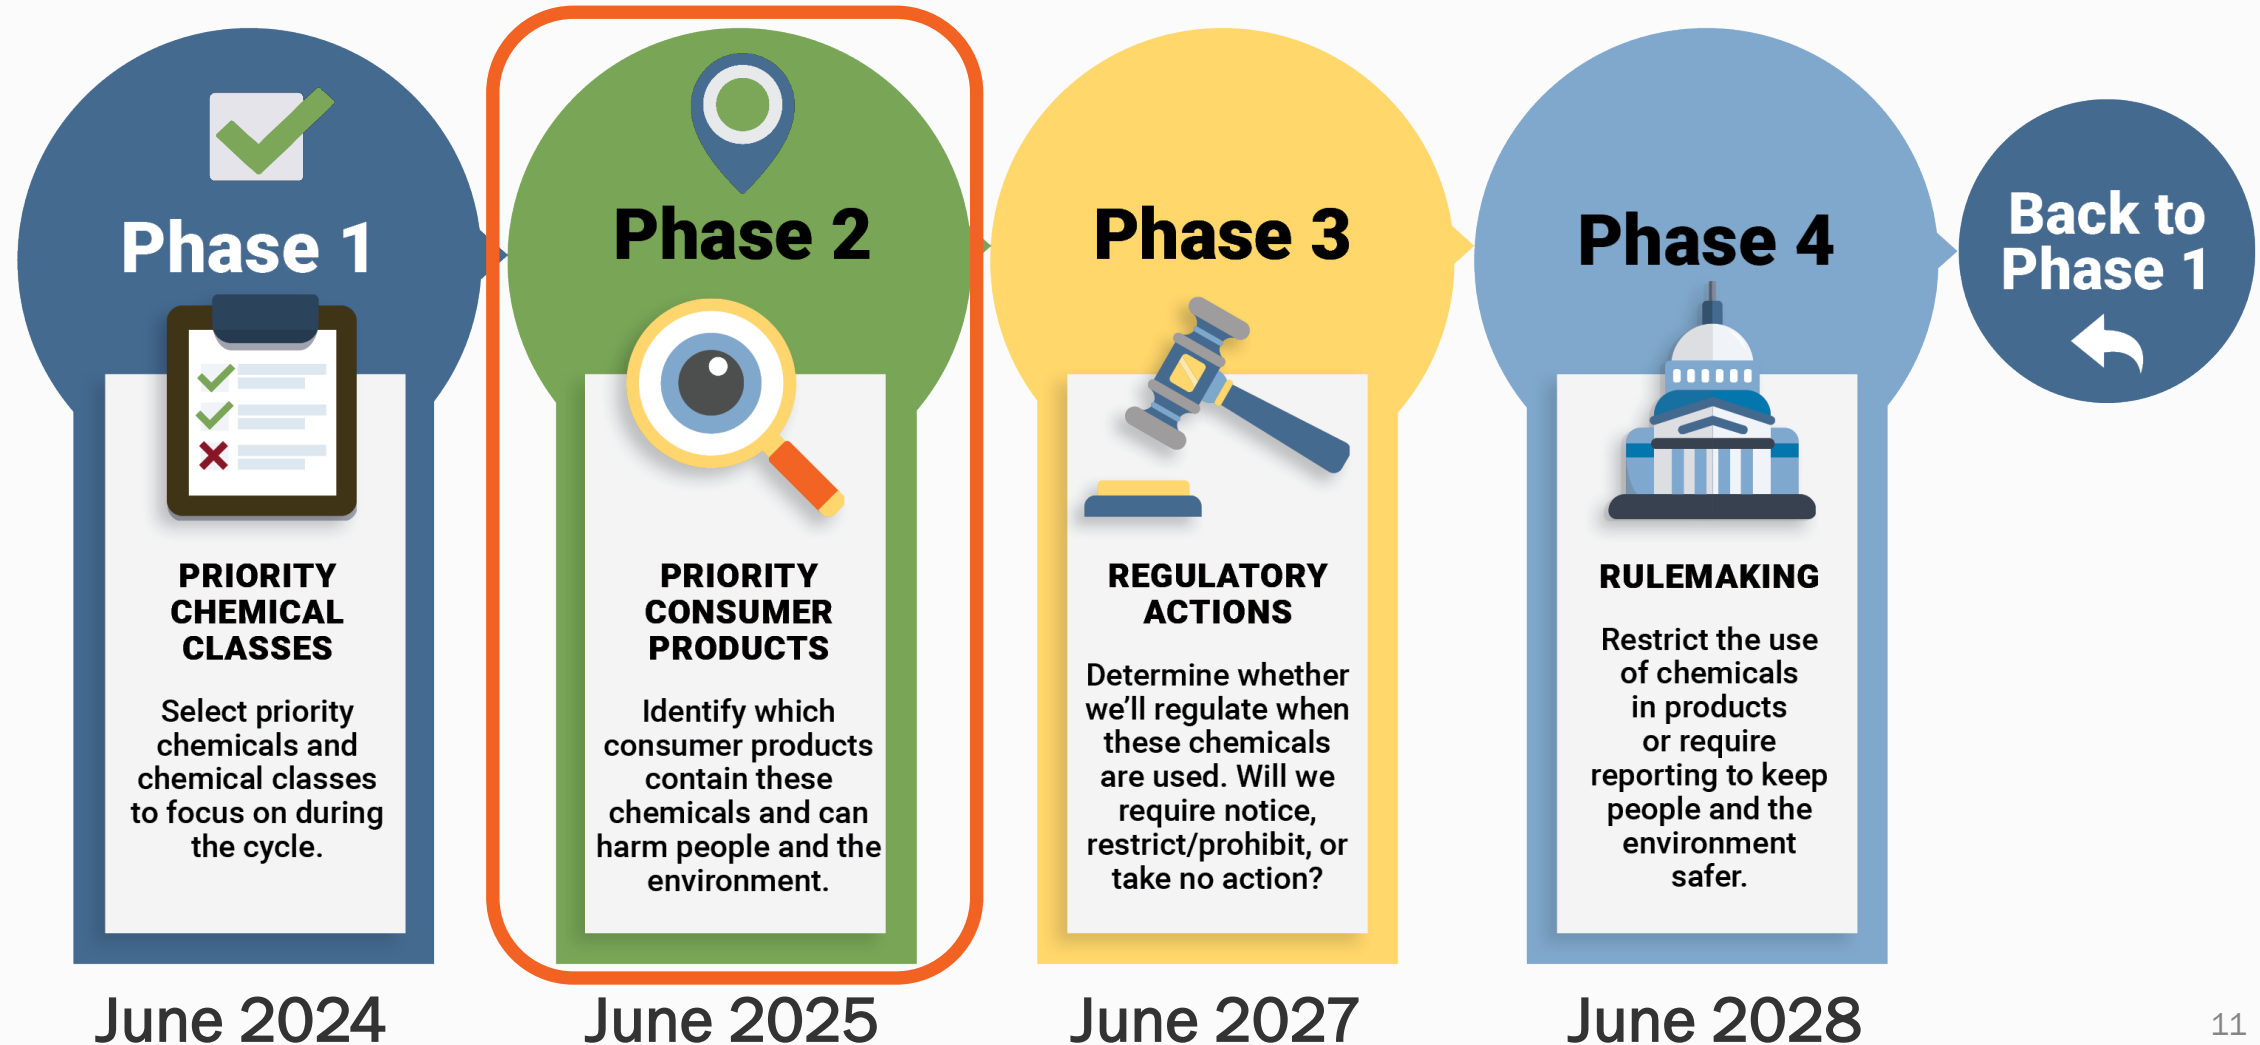 Phase 1
PRIORITY
CHEMICAL
CLASSES
Select priority
chemicals and
chemical classes
to focus on during
the cycle.
June 2024
Phase 2
PRIORITY
CONSUMER
PRODUCTS
Identify which
consumer products
contain these
chemicals and can
harm people and the
environment.
June 2025
Phase 3
REGULATORY
ACTIONS
Determine whether
we’ll regulate when
these chemicals
are used. Will we
require notice,
restrict/prohibit, or
take no action?
June 2027
Phase 4
RULEMAKING
Restrict the use
of chemicals
in products
or require
reporting to keep
people and the
environment
safer.
June 2028
Back to
Phase 1
11